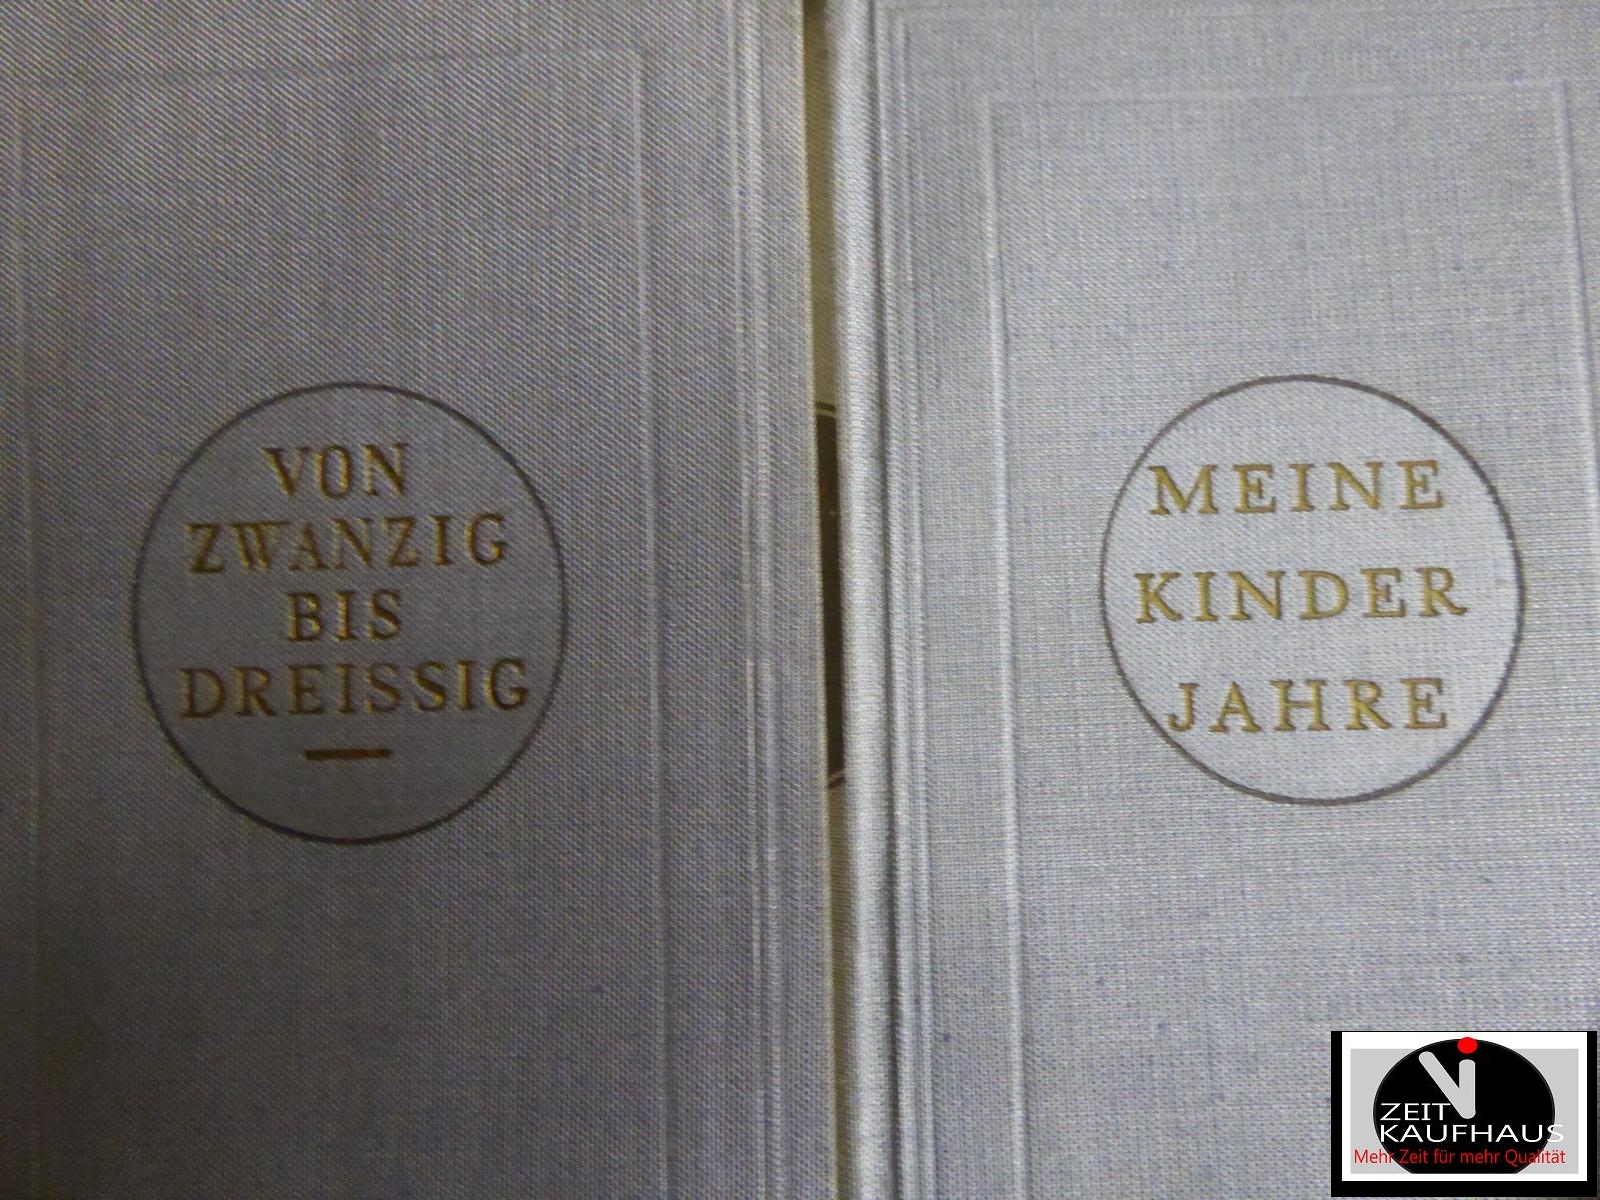 VON
ZWANZIG
BIS
DREISSIG
MEINE
KINDER
JAHRE
ZEIT
KAUFHAUS
Mehr Zeit für mehr Qualität